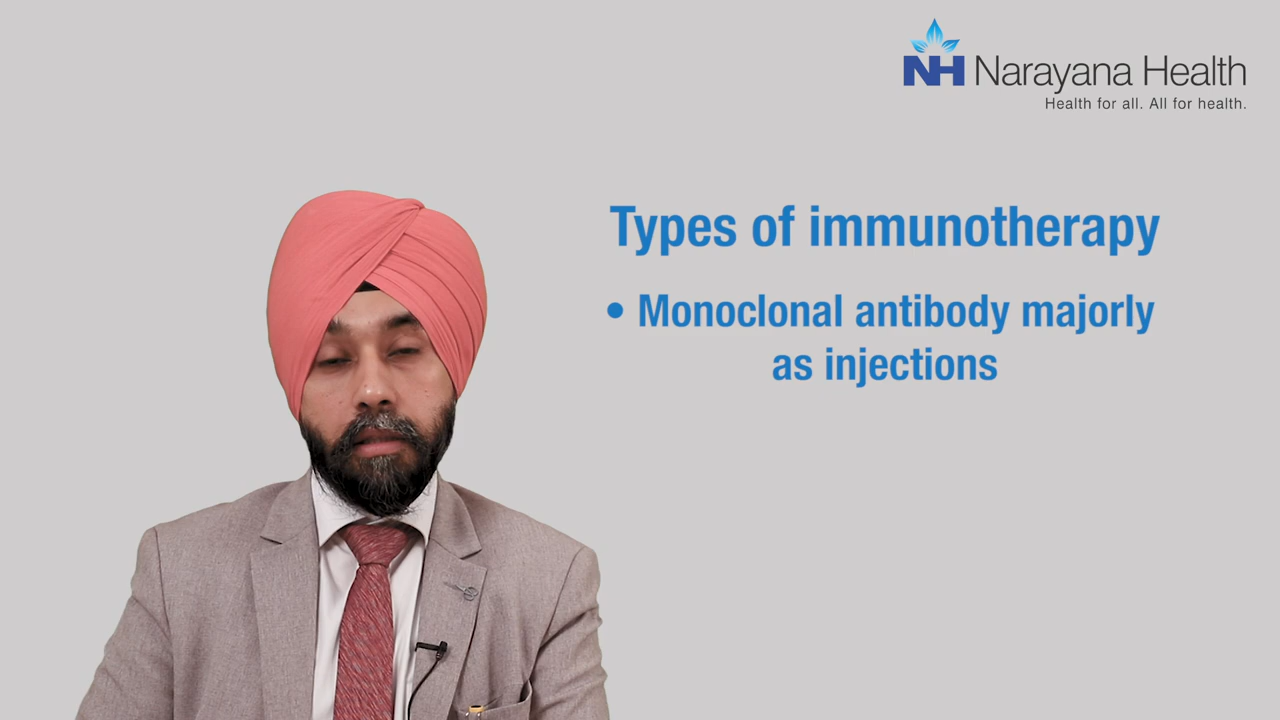 NH Narayana Health
Health for all. All for health.
Types of immunotherapy
• Monoclonal antibody majorly
as injections